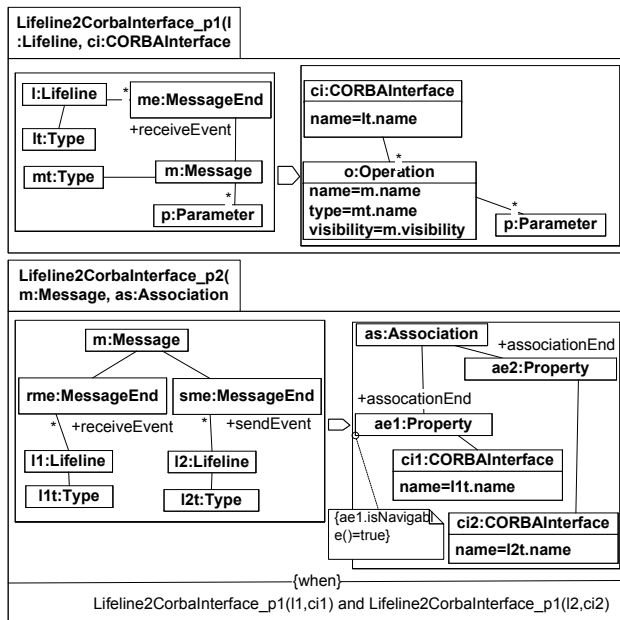 Lifeline2CorbaInterface_p1(l
:Lifeline, ci:CORBAInterface
l:Lifeline
*
me:MessageEnd
+receiveEvent
lt:Type
mt:Type
m:Message
*
p:Parameter
ci:CORBAInterface
name=lt.name
*
o:Operation
name=m.name
type=mt.name
visibility=m.visibility
*
p:Parameter
Lifeline2CorbaInterface_p2(
m:Message, as:Association
m:Message
rme:MessageEnd
sme:MessageEnd
*
+receiveEvent
*
+sendEvent
l1:Lifeline
l2:Lifeline
l1t:Type
l2t:Type
as:Association
+associationEnd
ae2:Property
+assocationEnd
ae1:Property
ci1:CORBAInterface
name=l1t.name
{ae1.isNavigabl
e()=true}
ci2:CORBAInterface
name=l2t.name
{when}
Lifeline2CorbaInterface_p1(l1,ci1) and Lifeline2CorbaInterface_p1(l2,ci2)